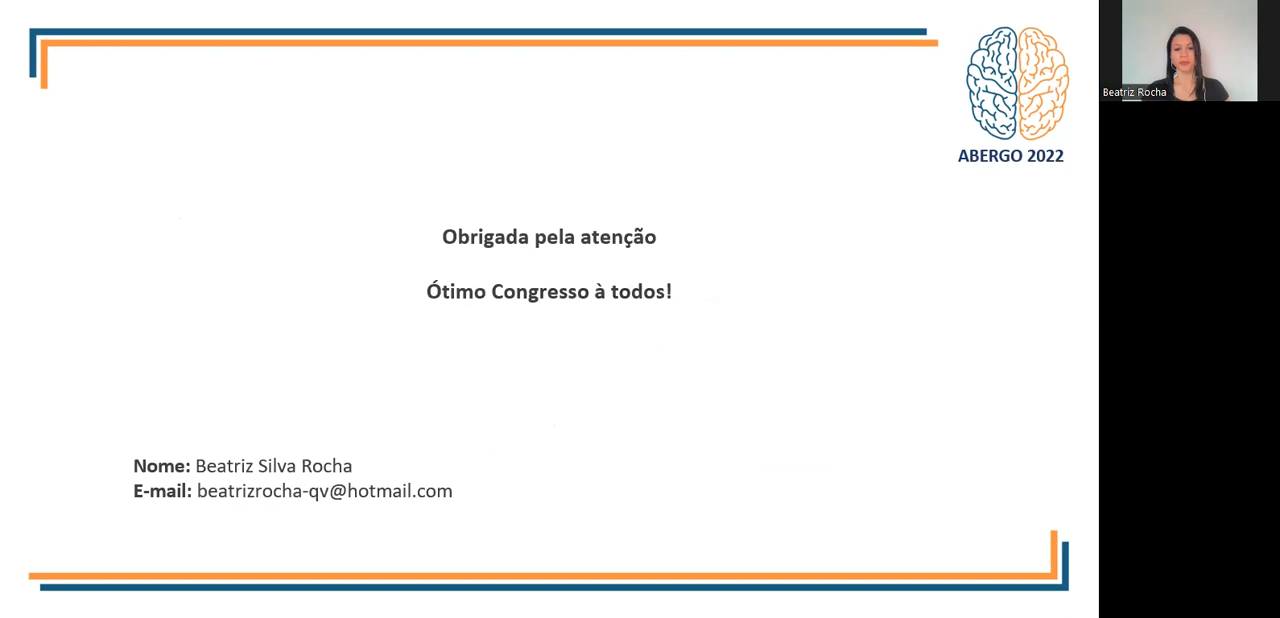 ABERGO 2022
Beatriz Rocha
Obrigada pela atenção
Ótimo Congresso à todos!
Nome: Beatriz Silva Rocha
E-mail: beatrizrocha-qv@hotmail.com